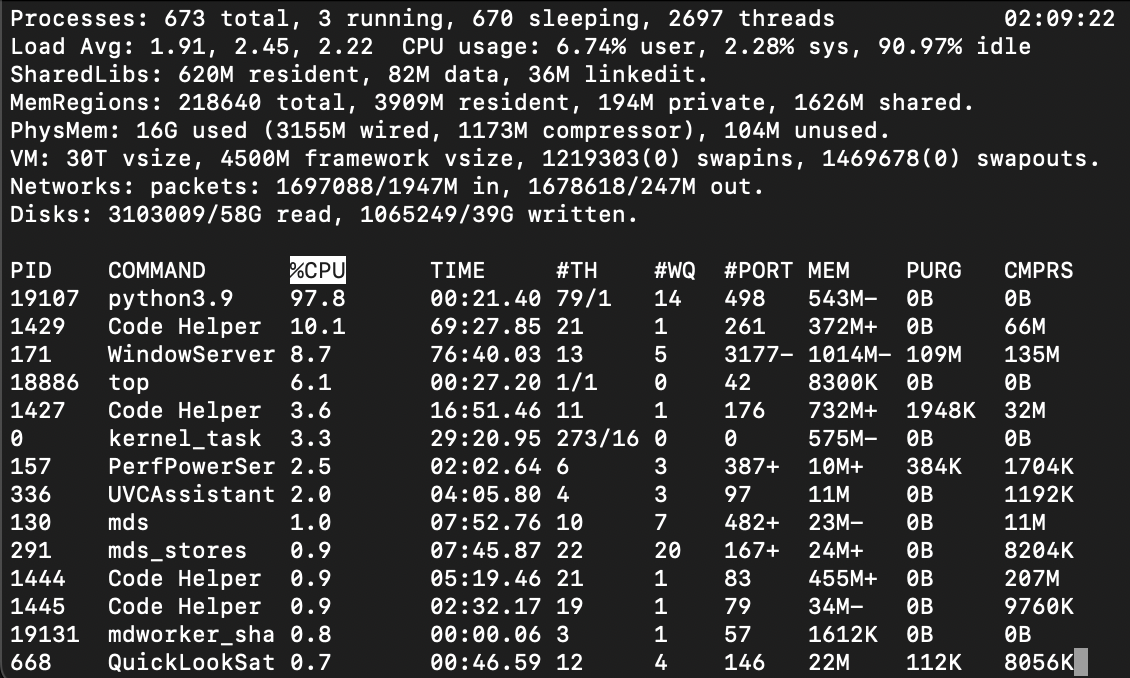 Processes: 673 total, 3 running, 670 sleeping, 2697 threads 02:09:22
Load Avg: 1.91, 2.45, 2.22 CPU usage: 6.74% user, 2.28% sys, 90.97% idle
SharedLibs: 620M resident, 82M data, 36M linkedit.
MemRegions: 218640 total, 3909M resident, 194M private, 1626M shared.
PhysMem: 16G used (3155M wired, 1173M compressor), 104M unused.
VM: 30T vsize, 4500M framework vsize, 1219303(0) swapins, 1469678(0) swapouts.
Networks: packets: 1697088/1947M in, 1678618/247M out.
Disks: 3103009/58G read, 1065249/39G written.
PID COMMAND %CPU TIME #TH #WQ #PORT MEM PURG CMPRS
19107 python3.9 97.8 00:21.40 79/1 14 498 543M- 0B 0B
1429 Code Helper 10.1 69:27.85 21 1 261 372M+ 0B 66M
171 WindowServer 8.7 76:40.03 13 5 3177- 1014M- 109M 135M
18886 top 6.1 00:27.20 1/1 0 42 8300K 0B 0B
1427 Code Helper 3.6 16:51.46 11 1 176 732M+ 1948K 32M
0 kernel_task 3.3 29:20.95 273/16 0 0 575M- 0B 0B
157 PerfPowerSer 2.5 02:02.64 6 3 387+ 10M+ 384K 1704K
336 UVCAssistant 2.0 04:05.80 4 3 97 11M 0B 1192K
130 mds 1.0 07:52.76 10 7 482+ 23M- 0B 11M
291 mds_stores 0.9 07:45.87 22 20 167+ 24M+ 0B 8204K
1444 Code Helper 0.9 05:19.46 21 1 83 455M+ 0B 207M
1445 Code Helper 0.9 02:32.17 19 1 79 34M- 0B 9760K
19131 mdworker_sha 0.8 00:00.06 3 1 57 1612K 0B 0B
668 QuickLookSat 0.7 00:46.59 12 4 146 22M 112K 8056K